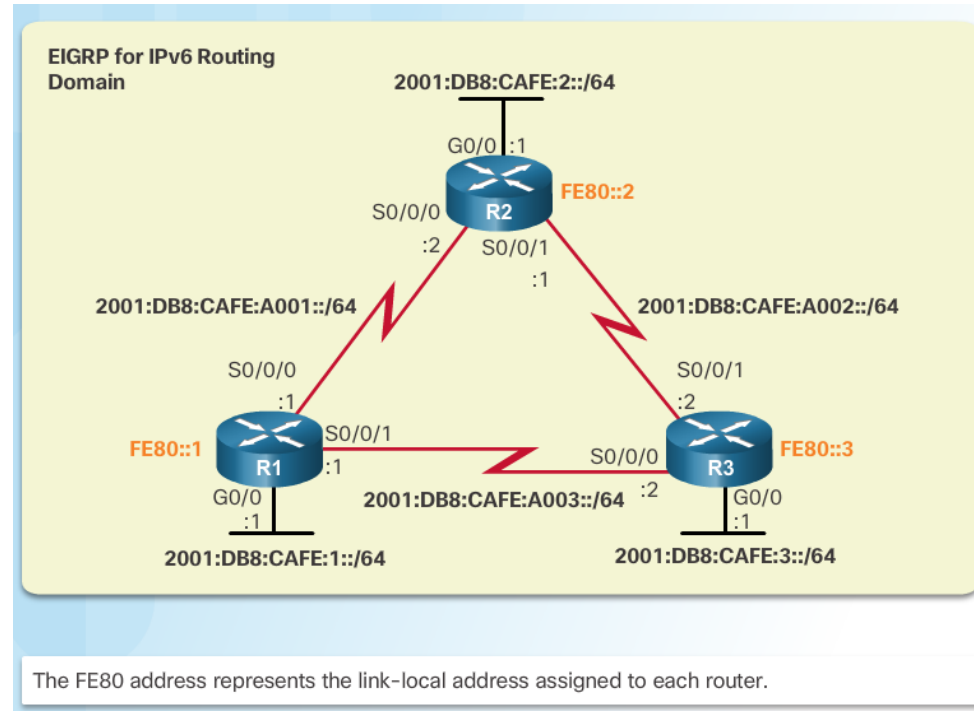 EIGRP for IPv6 Routing
Domain
2001:DB8:CAFE:2::/64
G0/0 :1
R2
FE80::2
S0/0/0
:2
S0/0/1
:1
2001:DB8:CAFE:A001::/64
2001:DB8:CAFE:A002::/64
S0/0/0
:1
S0/0/1
:2
FE80::1
R1
S0/0/1
:1
S0/0/0
:2
R3
FE80::3
G0/0
:1
2001:DB8:CAFE:A003::/64
G0/0
:1
2001:DB8:CAFE:1::/64
2001:DB8:CAFE:3::/64
The FE80 address represents the link-local address assigned to each router.